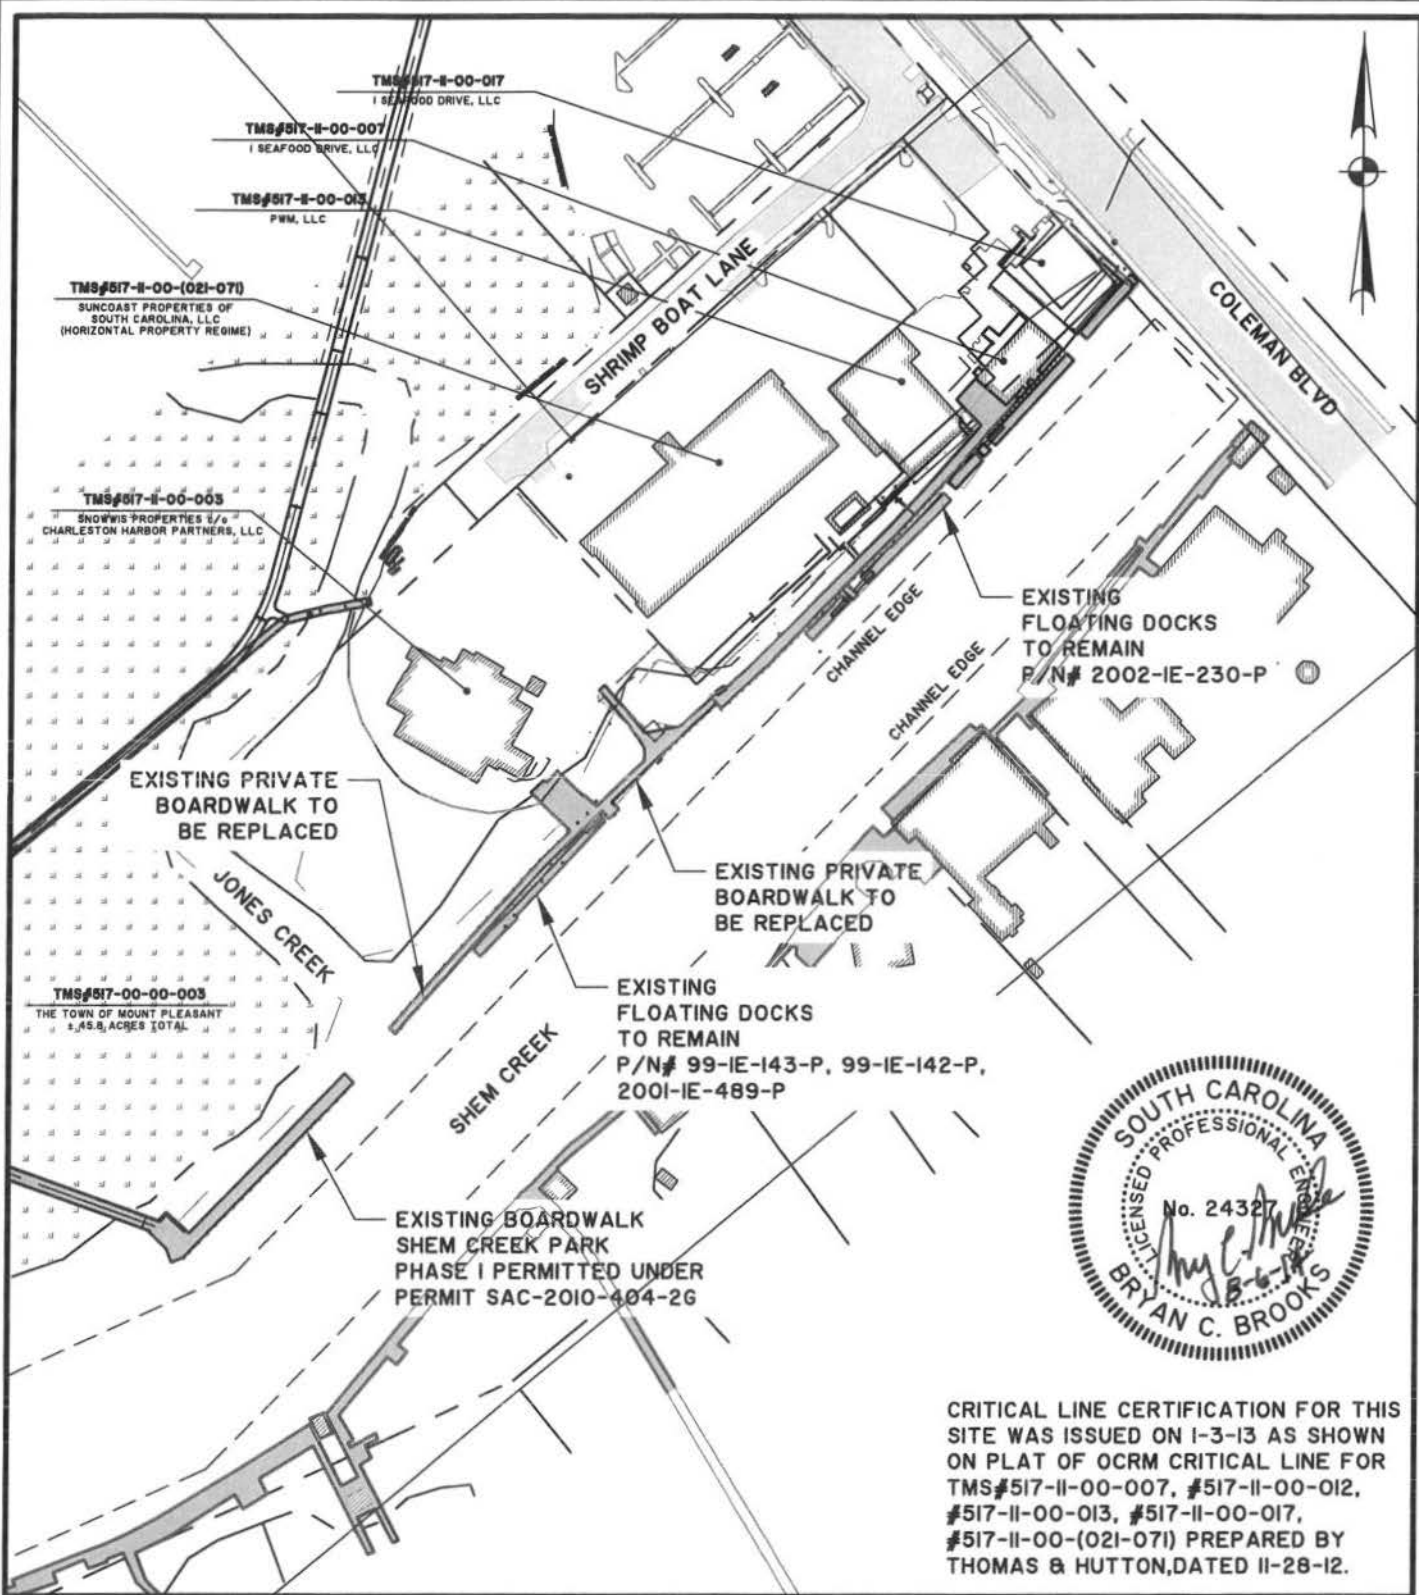 TMS#517-11-00-017
1 SEAFOOD DRIVE, LLC
TMS#517-11-00-007
1 SEAFOOD DRIVE, LLC
TMS#517-11-00-013
PWM, LLC
TMS#517-11-00-(021-071)
SUNCOAST PROPERTIES OF
SOUTH CAROLINA, LLC
(HORIZONTAL PROPERTY REGIME)
SHRIMP BOAT LANE
COLEMAN BLVD
TMS#517-11-00-003
SNOWWIS PROPERTIES c/o
CHARLESTON HARBOR PARTNERS, LLC
EXISTING
FLOATING DOCKS
TO REMAIN
P/N# 2002-IE-230-P
CHANNEL EDGE
CHANNEL EDGE
EXISTING PRIVATE
BOARDWALK TO
BE REPLACED
JONES CREEK
EXISTING PRIVATE
BOARDWALK TO
BE REPLACED
TMS#517-00-00-003
THE TOWN OF MOUNT PLEASANT
± 45.8 ACRES TOTAL
EXISTING
FLOATING DOCKS
TO REMAIN
P/N# 99-IE-143-P, 99-IE-142-P,
2001-IE-489-P
SHEM CREEK
EXISTING BOARDWALK
SHEM CREEK PARK
PHASE I PERMITTED UNDER
PERMIT SAC-2010-404-2G
SOUTH CAROLINA
LICENSED PROFESSIONAL ENGINEER
No. 24327
BRYAN C. BROOKS
CRITICAL LINE CERTIFICATION FOR THIS
SITE WAS ISSUED ON 1-3-13 AS SHOWN
ON PLAT OF OCRM CRITICAL LINE FOR
TMS#517-11-00-007, #517-11-00-012,
#517-11-00-013, #517-11-00-017,
#517-11-00-(021-071) PREPARED BY
THOMAS & HUTTON,DATED 11-28-12.